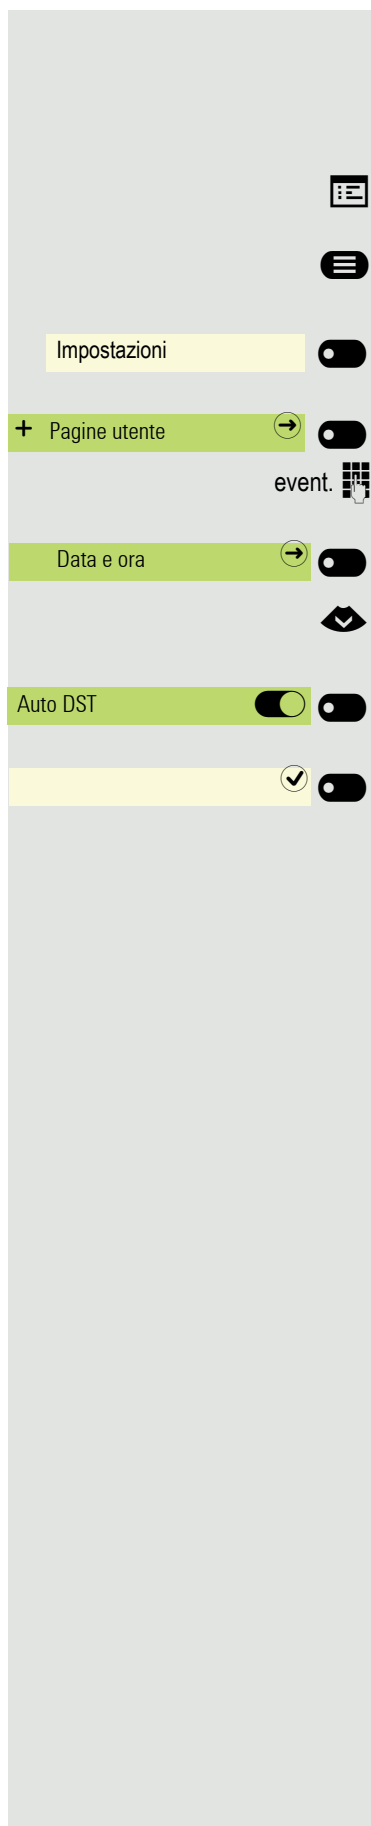 Impostazioni
+ Pagine utente
event.
Data e ora
Auto DST